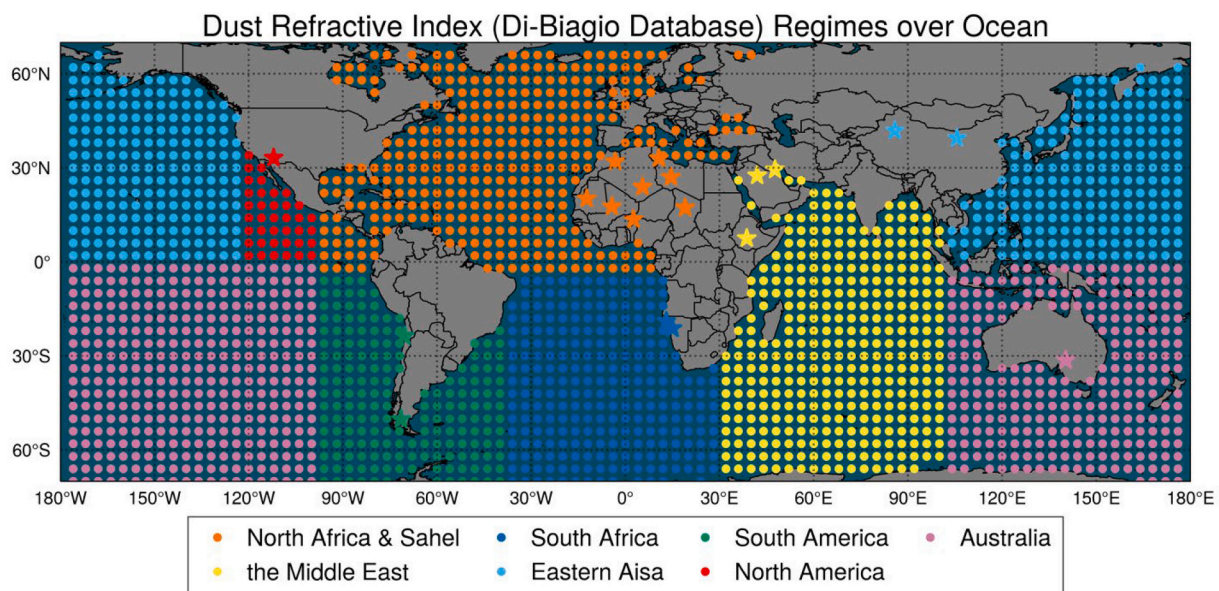 Dust Refractive Index (Di-Biagio Database) Regimes over Ocean
60°N
30°N
0°
30°S
60°S
180°W 150°W 120°W 90°W 60°W 30°W 0° 30°E 60°E 90°E 120°E 150°E 180°E
North Africa & Sahel South Africa South America Australia
the Middle East Eastern Aisa North America